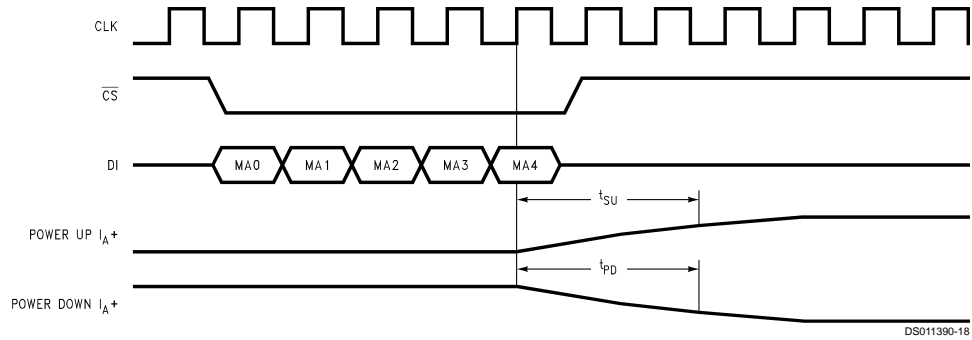 CLK
CS
DI
MA0 MA1 MA2 MA3 MA4
tSU
POWER UP IA+
tPD
POWER DOWN IA+
DS011390-18